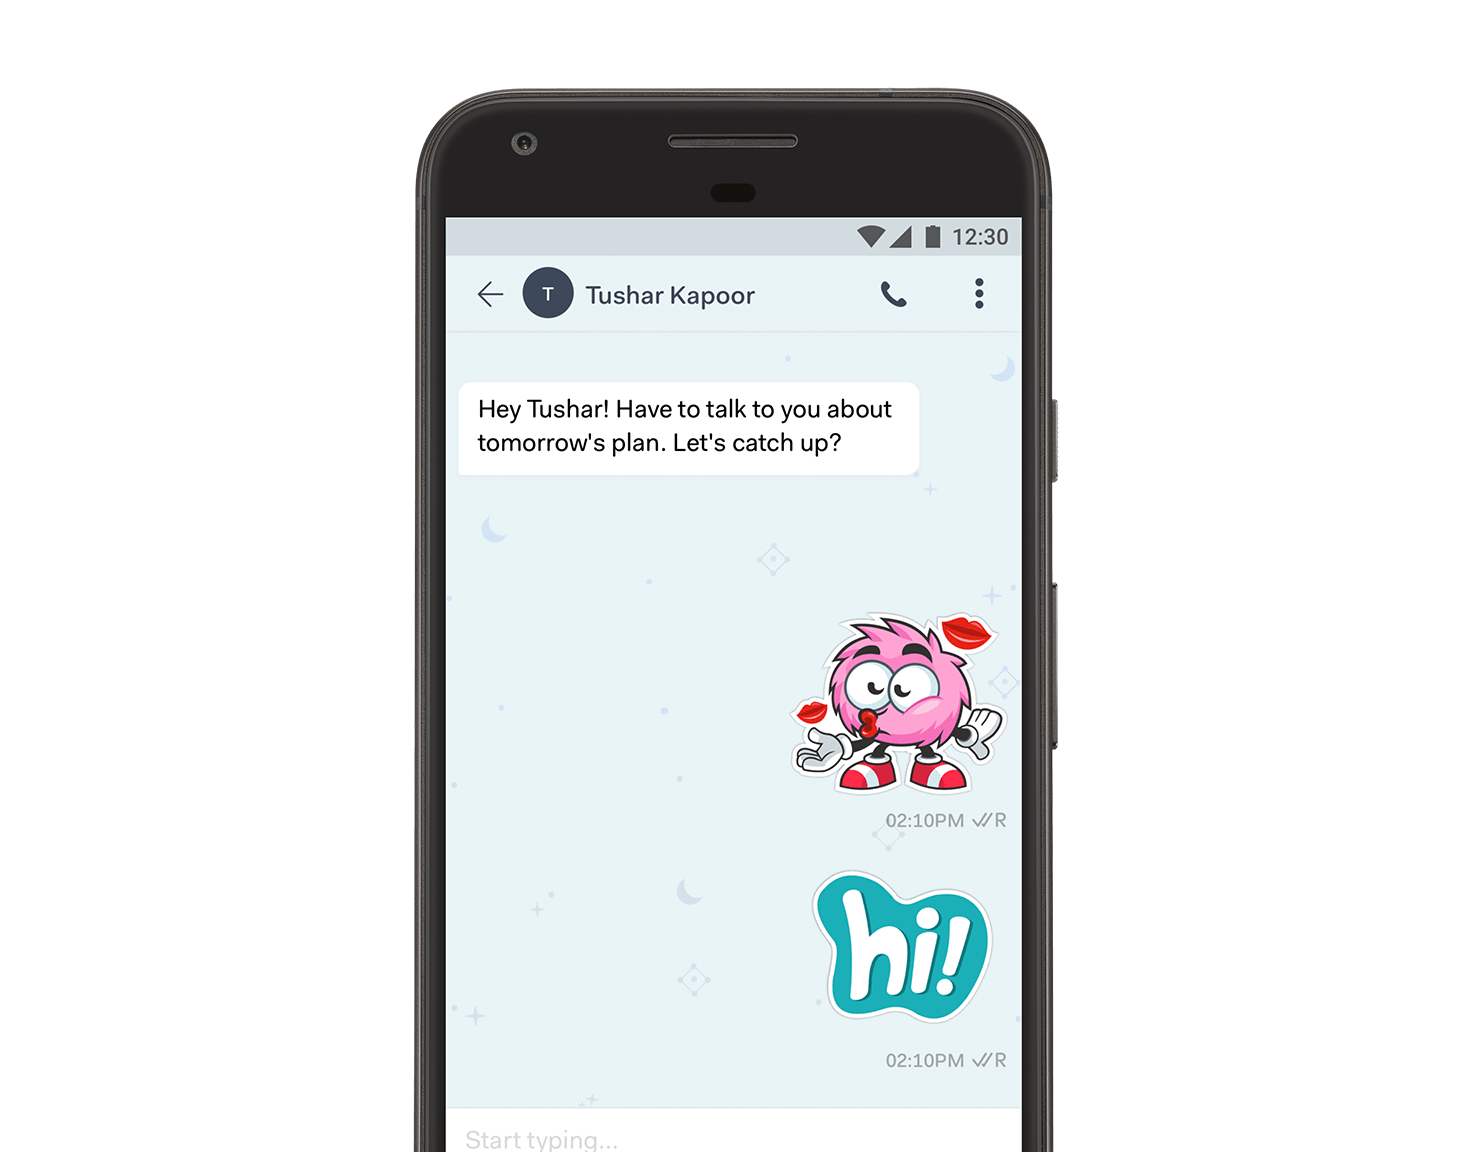 12:30
T
Tushar Kapoor
Hey Tushar! Have to talk to you about
tomorrow's plan. Let's catch up?
02:10PM R
hi!
02:10PM R
Start typing...